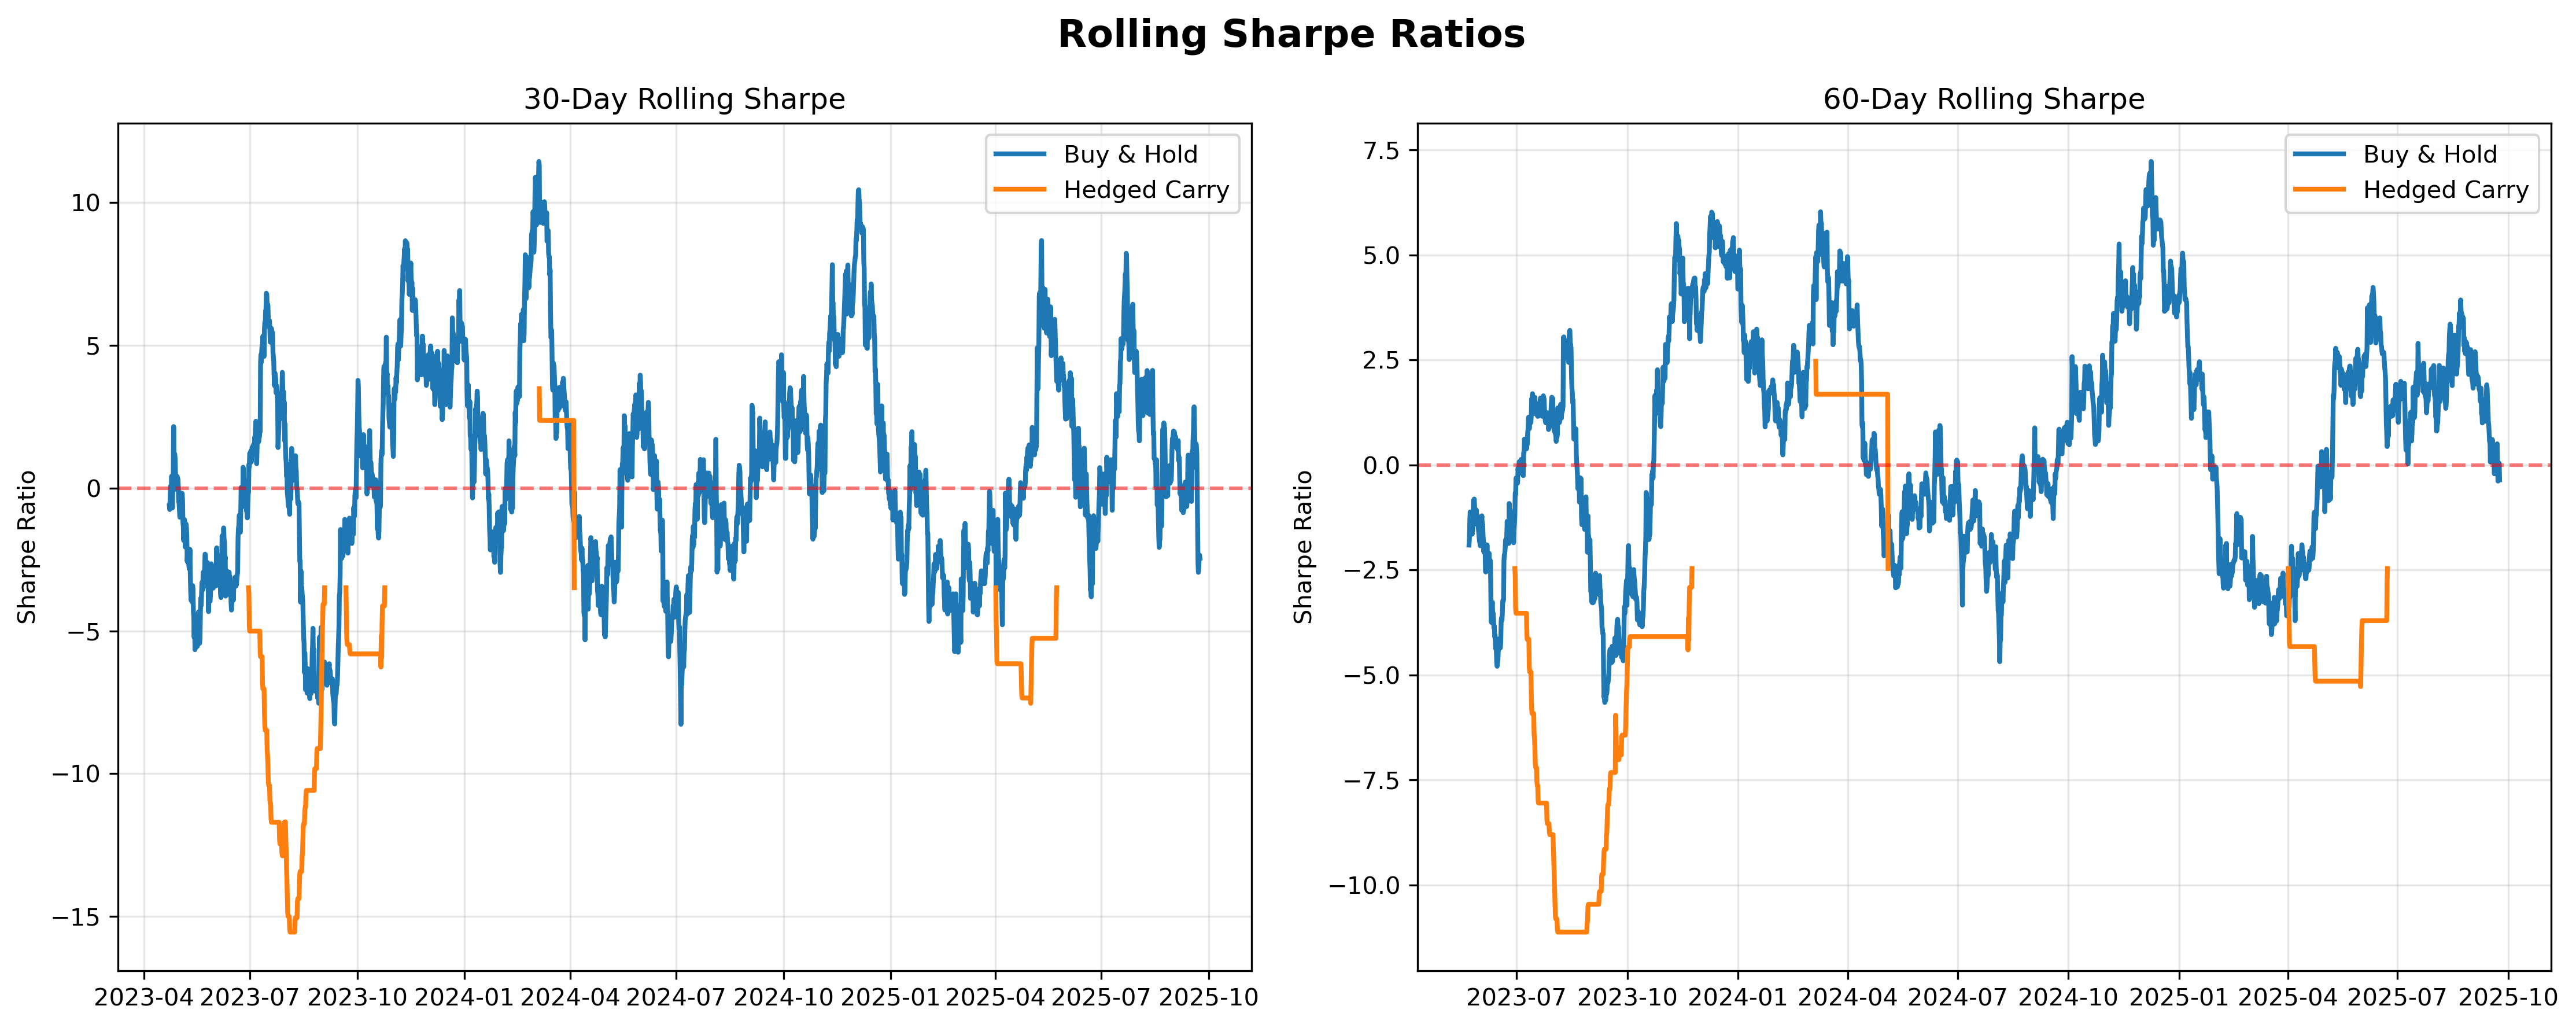 Rolling Sharpe Ratios
30-Day Rolling Sharpe
Sharpe Ratio
10
5
0
−5
−10
−15
Buy & Hold
Hedged Carry
2023-04 2023-07 2023-10 2024-01 2024-04 2024-07 2024-10 2025-01 2025-04 2025-07 2025-10
60-Day Rolling Sharpe
Sharpe Ratio
7.5
5.0
2.5
0.0
−2.5
−5.0
−7.5
−10.0
Buy & Hold
Hedged Carry
2023-07 2023-10 2024-01 2024-04 2024-07 2024-10 2025-01 2025-04 2025-07 2025-10